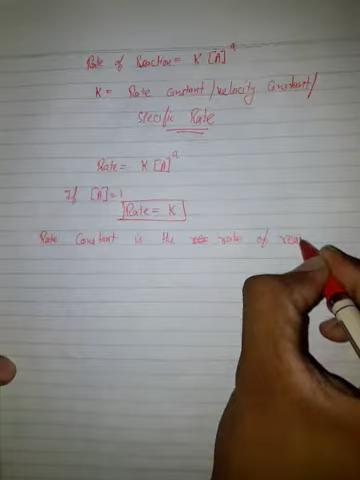 Rate of Reaction = K [A]^a
K = Rate constant / velocity constant /
specific Rate
Rate = K [A]^a
If [A] = 1
Rate = K
Rate Constant is the rate of reac